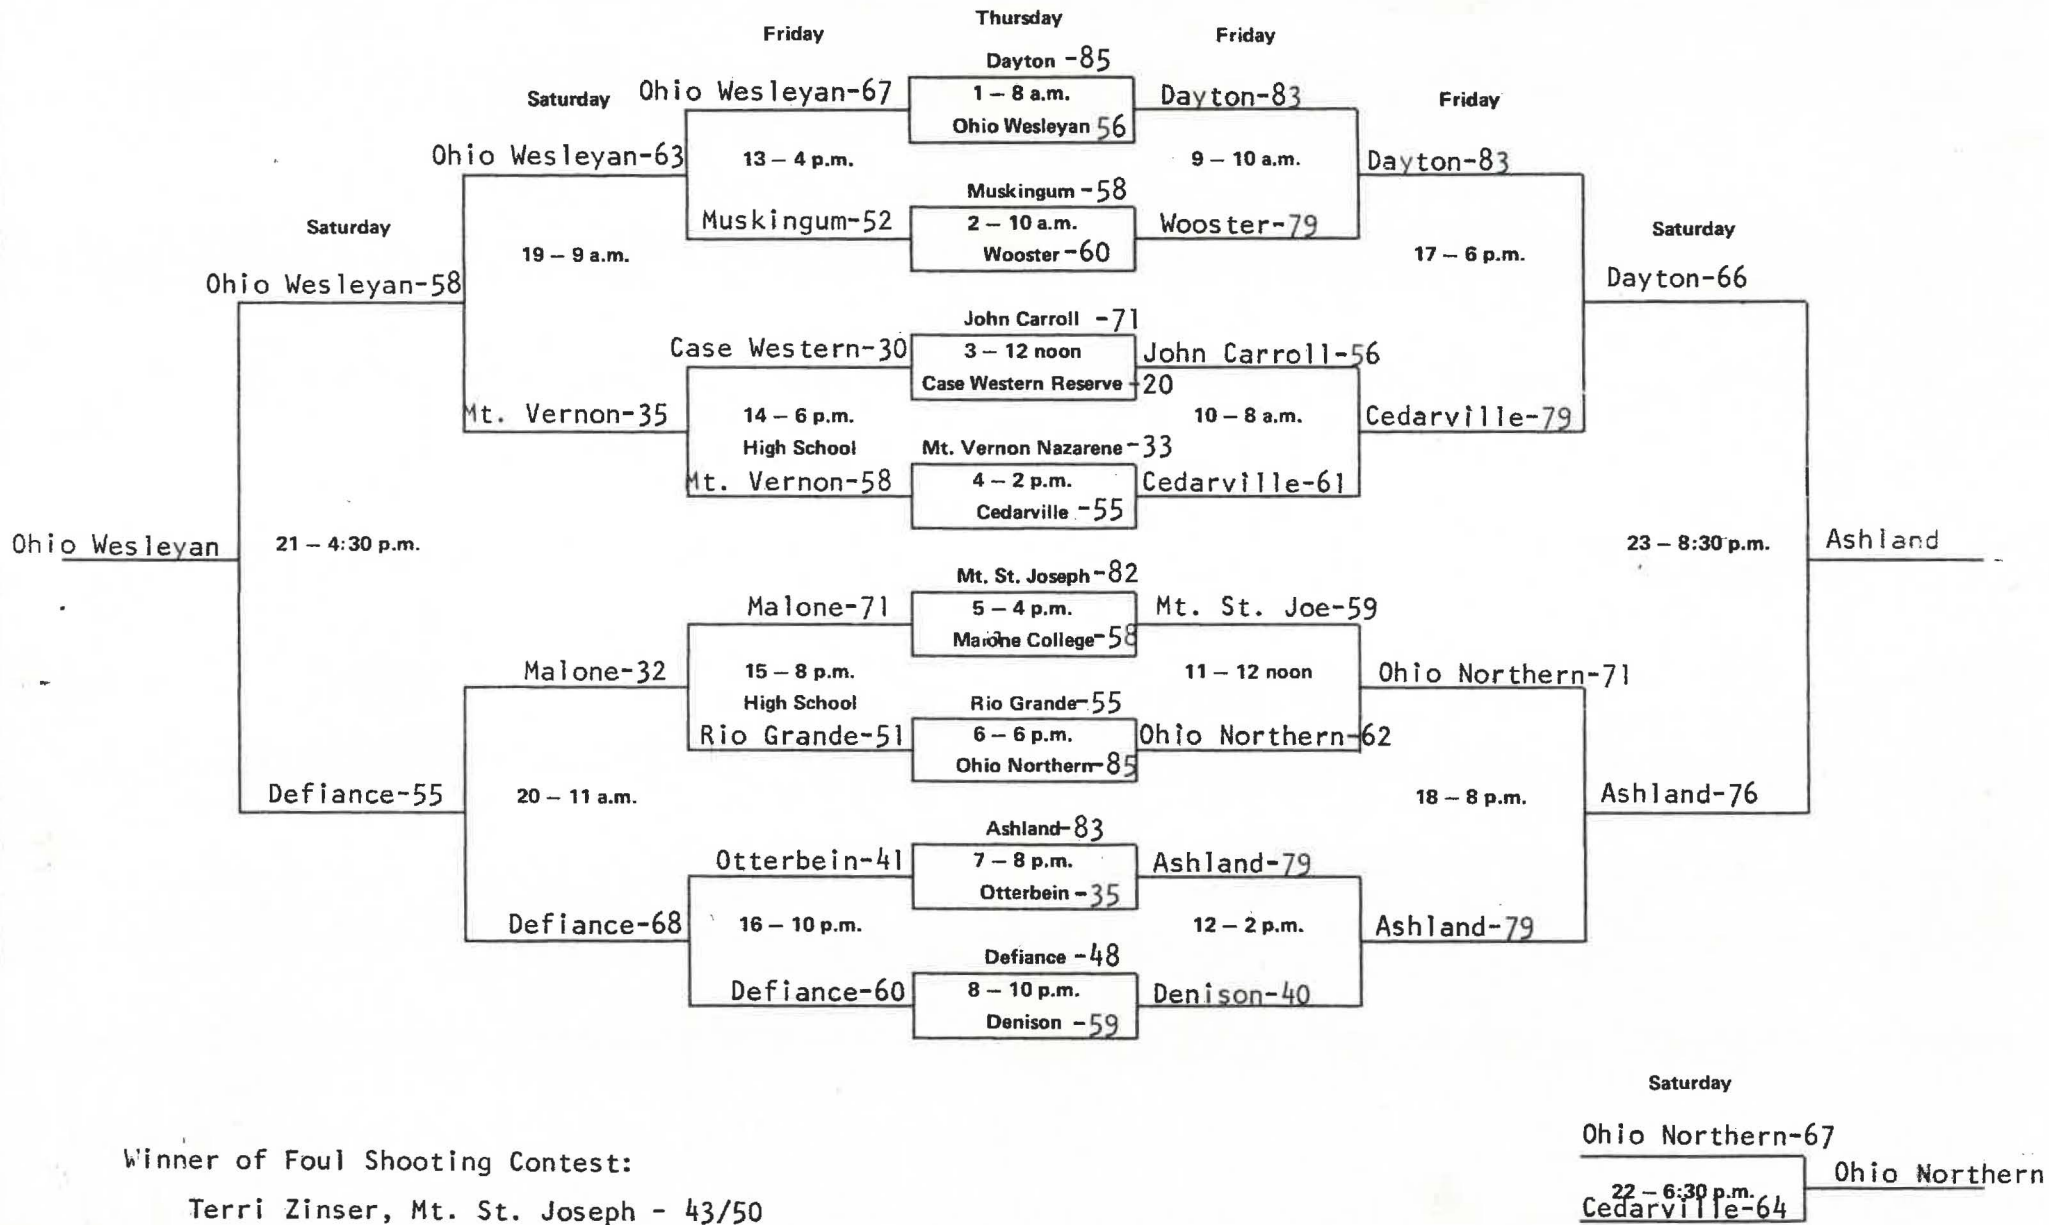 Thursday
Friday
Friday
Dayton -85
Ohio Wesleyan-67
1 – 8 a.m.
Dayton-83
Saturday
Friday
Ohio Wesleyan 56
Ohio Wesleyan-63
13 – 4 p.m.
9 – 10 a.m.
Dayton-83
Muskingum -58
Muskingum-52
2 – 10 a.m.
Wooster-79
Saturday
Saturday
19 – 9 a.m.
Wooster -60
17 – 6 p.m.
Ohio Wesleyan-58
Dayton-66
John Carroll -71
Case Western-30
3 – 12 noon
John Carroll-56
Case Western Reserve -20
Mt. Vernon-35
14 – 6 p.m.
10 – 8 a.m.
Cedarville-79
High School
Mt. Vernon Nazarene -33
Mt. Vernon-58
4 – 2 p.m.
Cedarville-61
Cedarville -55
Ohio Wesleyan
21 – 4:30 p.m.
23 – 8:30 p.m.
Ashland
Mt. St. Joseph -82
Malone-71
5 – 4 p.m.
Mt. St. Joe-59
Malone College-58
Malone-32
15 – 8 p.m.
11 – 12 noon
Ohio Northern-71
High School
Rio Grande-55
Rio Grande-51
6 – 6 p.m.
Ohio Northern-62
Ohio Northern-85
Defiance-55
20 – 11 a.m.
18 – 8 p.m.
Ashland-76
Ashland-83
Otterbein-41
7 – 8 p.m.
Ashland-79
Otterbein -35
Defiance-68
16 – 10 p.m.
12 – 2 p.m.
Ashland-79
Defiance -48
Defiance-60
8 – 10 p.m.
Denison-40
Denison -59
Saturday
Ohio Northern-67
Winner of Foul Shooting Contest:
Ohio Northern
22 – 6:30 p.m.
Terri Zinser, Mt. St. Joseph - 43/50
Cedarville-64